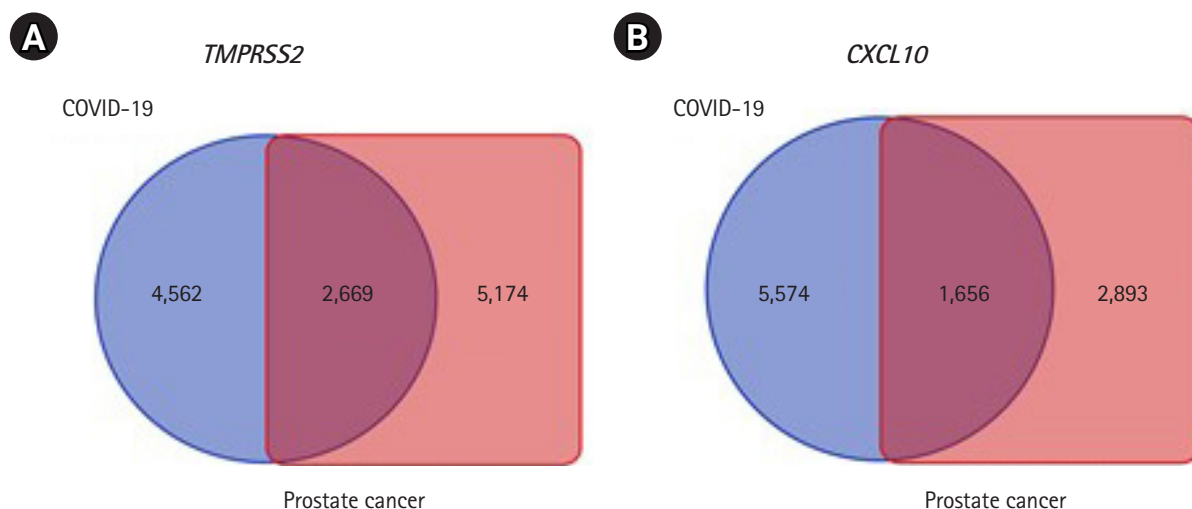 A
TMPRSS2
COVID-19
4,562
2,669
5,174
Prostate cancer
B
CXCL10
COVID-19
5,574
1,656
2,893
Prostate cancer